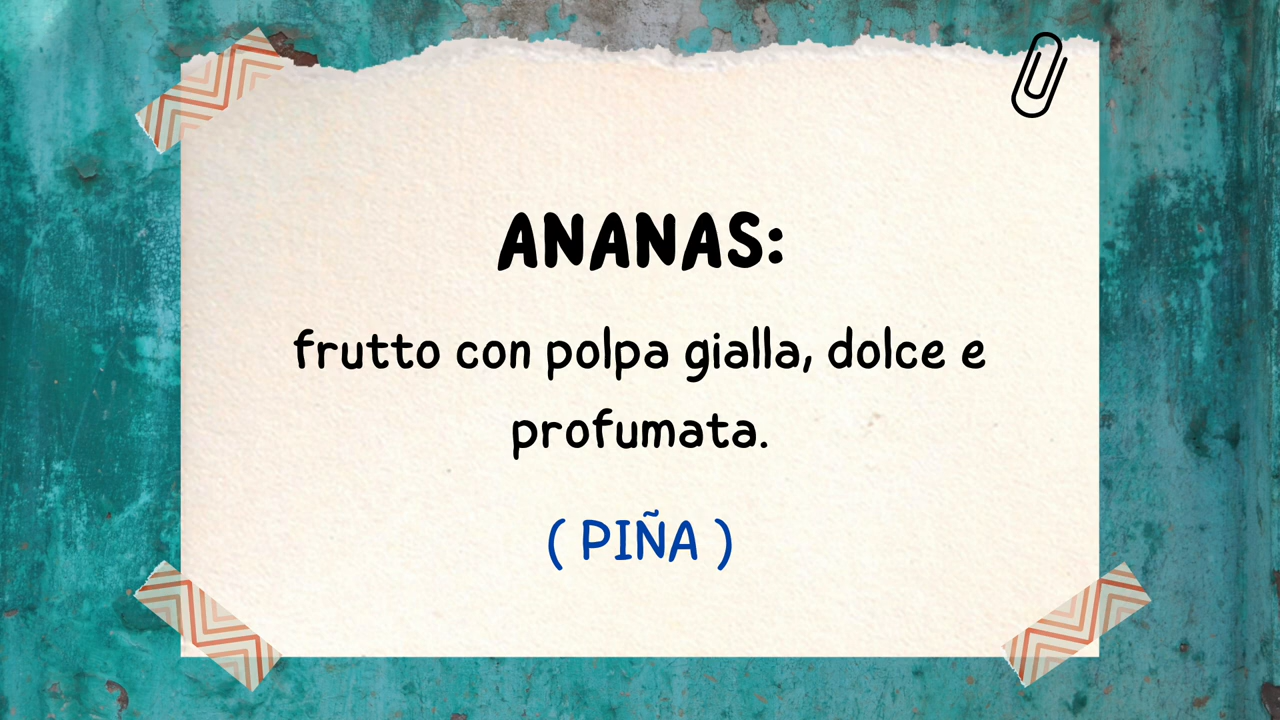 ANANAS:
frutto con polpa gialla, dolce e
profumata.
( PIÑA )